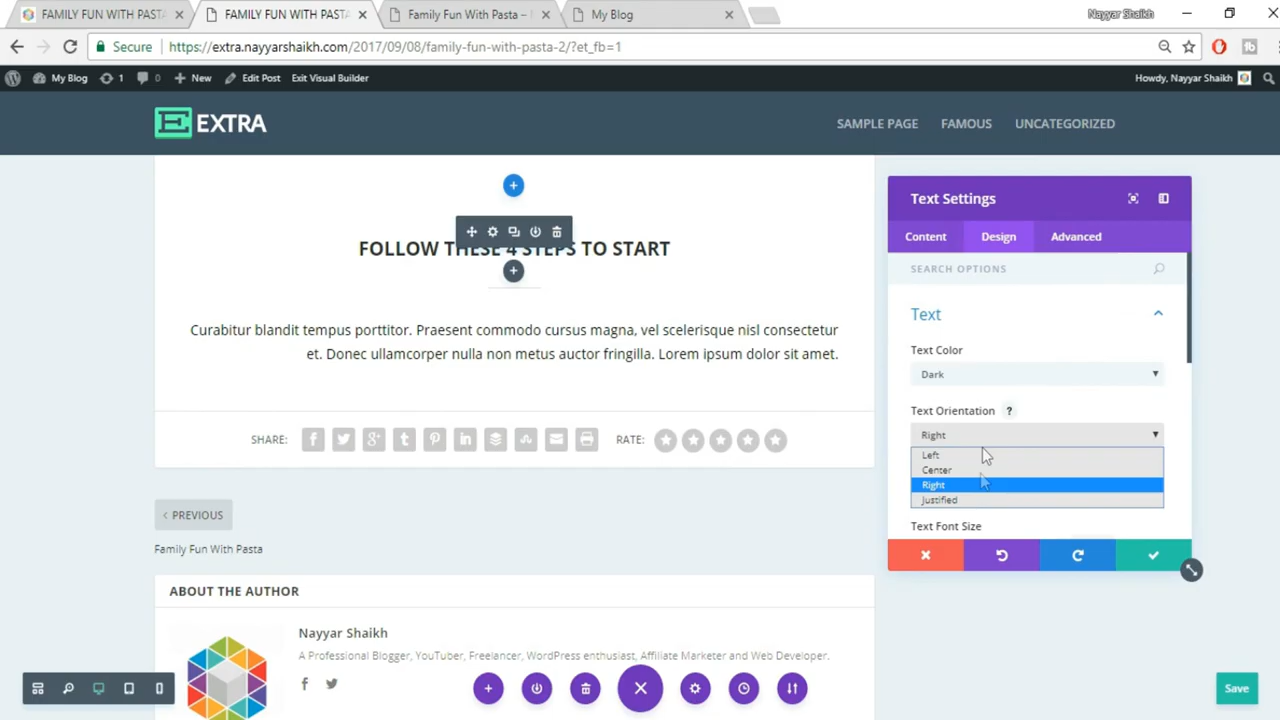 FAMILY FUN WITH PASTA
FAMILY FUN WITH PASTA
Family Fun With Pasta –
My Blog
Nayyar Shaikh
Secure
https://extra.nayyarshaikh.com/2017/09/08/family-fun-with-pasta-2/?et_fb=1
My Blog
1
0
New
Edit Post
Exit Visual Builder
Howdy, Nayyar Shaikh
EXTRA
SAMPLE PAGE
FAMOUS
UNCATEGORIZED
FOLLOW THESE 4 STEPS TO START
Curabitur blandit tempus porttitor. Praesent commodo cursus magna, vel scelerisque nisl consectetur
et. Donec ullamcorper nulla non metus auctor fringilla. Lorem ipsum dolor sit amet.
SHARE:
RATE:
‹ PREVIOUS
Family Fun With Pasta
ABOUT THE AUTHOR
Nayyar Shaikh
A Professional Blogger, YouTuber, Freelancer, WordPress enthusiast, Affiliate Marketer and Web Developer.
Text Settings
Content
Design
Advanced
SEARCH OPTIONS
Text
Text Color
Dark
Text Orientation ?
Right
Left
Center
Right
Justified
Text Font Size
Save